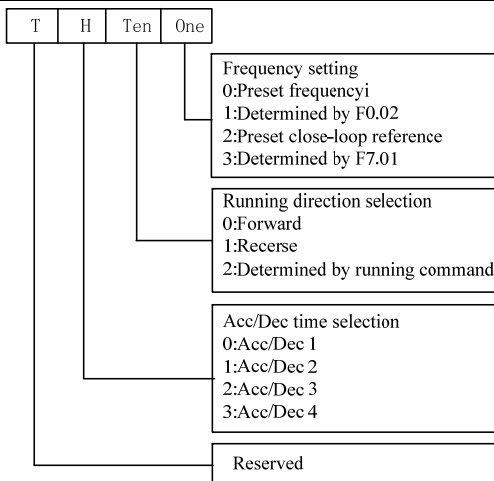 T H Ten One
Frequency setting
0:Preset frequencyi
1:Determined by F0.02
2:Preset close-loop reference
3:Determined by F7.01
Running direction selection
0:Forward
1:Recerse
2:Determined by running command
Acc/Dec time selection
0:Acc/Dec 1
1:Acc/Dec 2
2:Acc/Dec 3
3:Acc/Dec 4
Reserved